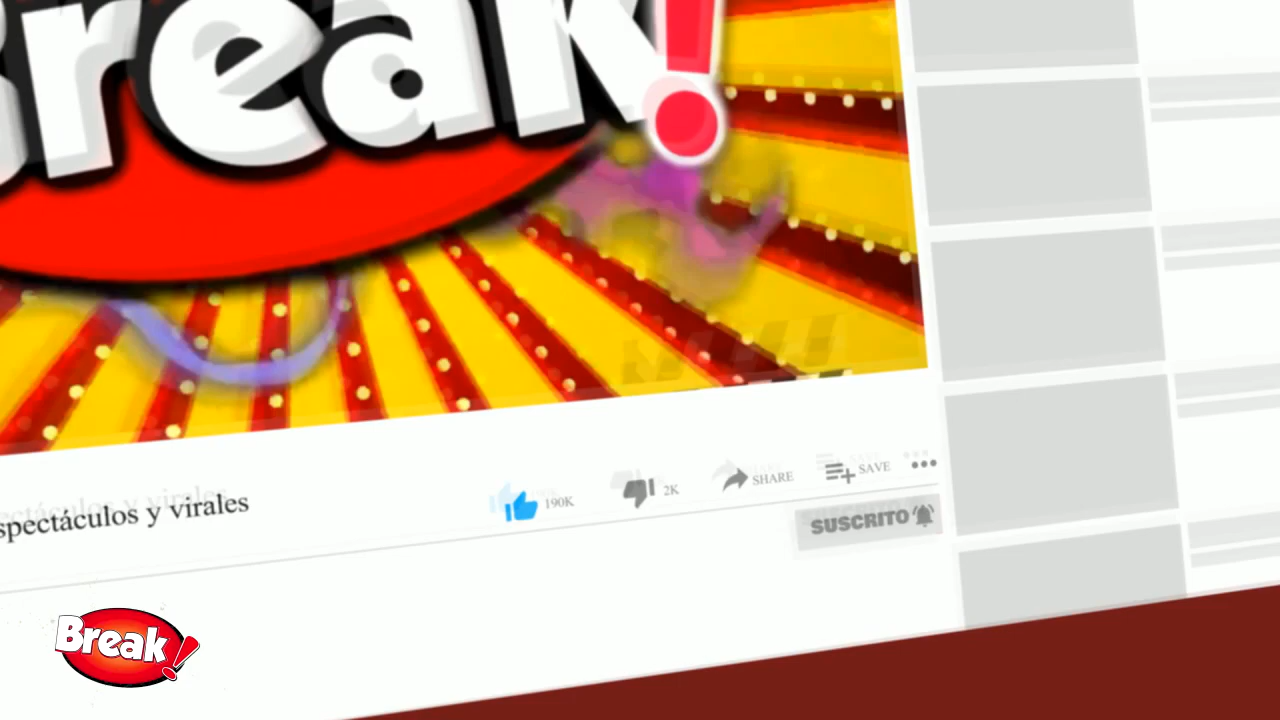 Break!
190K
2K
SHARE
SAVE
spectáculos y virales
SUSCRITO
Break!